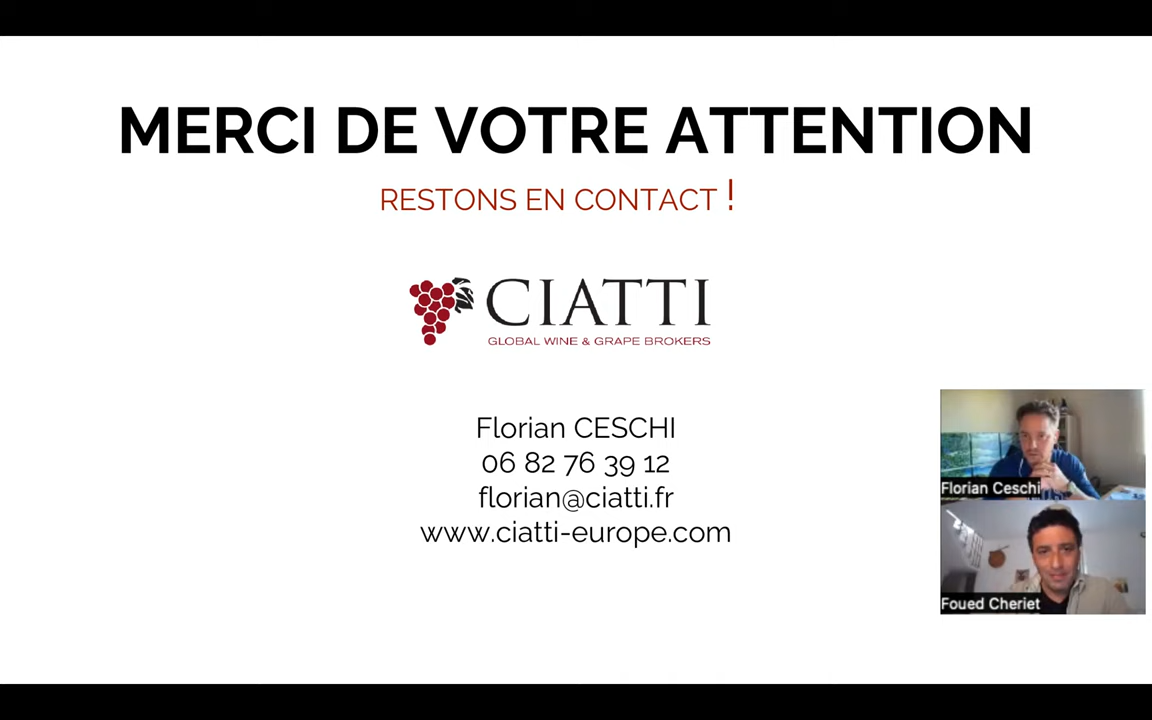 MERCI DE VOTRE ATTENTION
RESTONS EN CONTACT !
CIATTI
GLOBAL WINE & GRAPE BROKERS
Florian CESCHI
06 82 76 39 12
florian@ciatti.fr
www.ciatti-europe.com
Florian Ceschi
Foued Cheriet